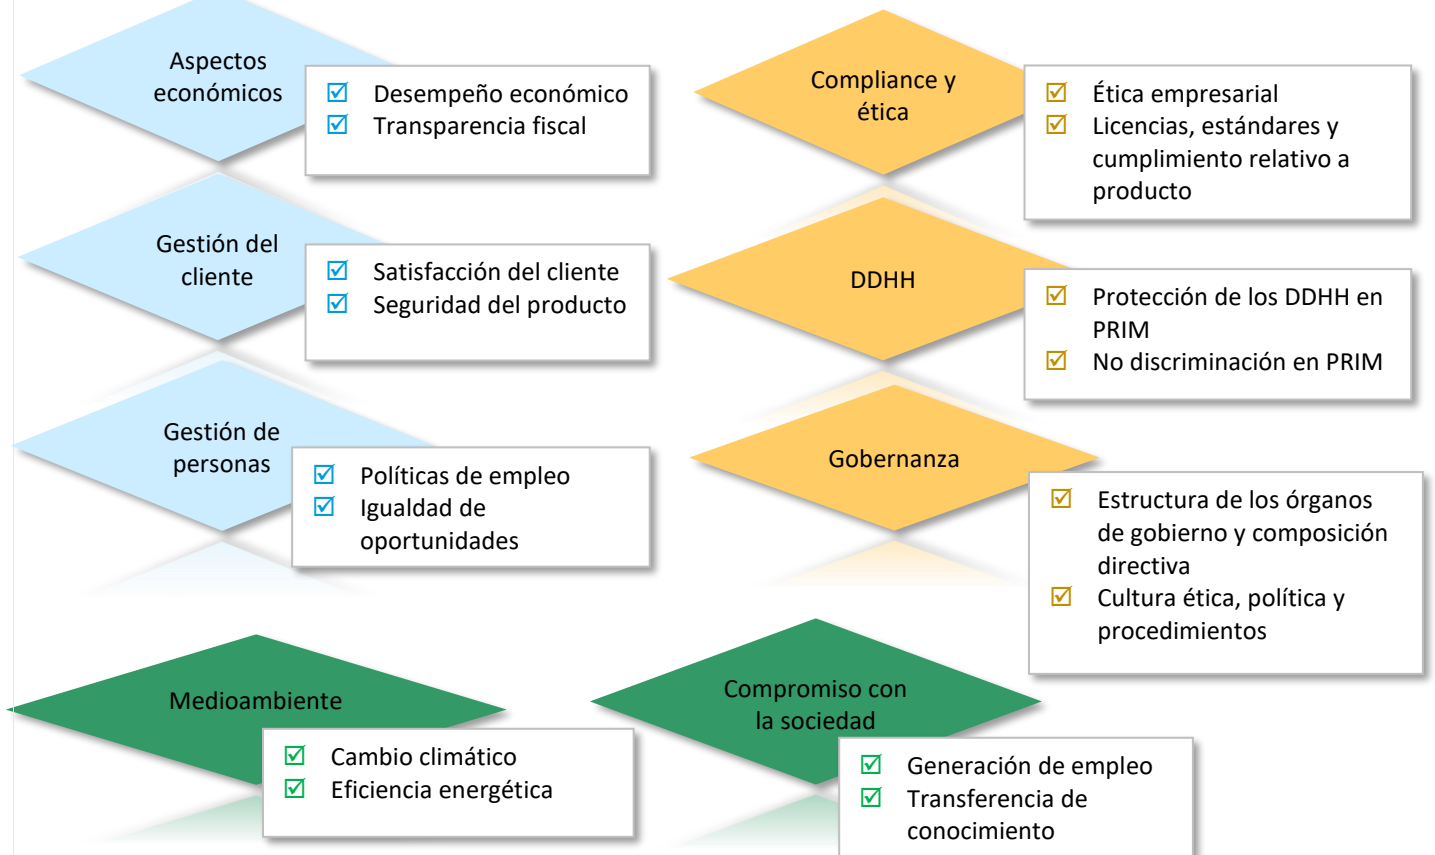 Aspectos
económicos
Desempeño económico
Transparencia fiscal
Compliance y
ética
Ética empresarial
Licencias, estándares y
cumplimiento relativo a
producto
Gestión del
cliente
Satisfacción del cliente
Seguridad del producto
DDHH
Protección de los DDHH en
PRIM
No discriminación en PRIM
Gestión de
personas
Políticas de empleo
Igualdad de
oportunidades
Gobernanza
Estructura de los órganos
de gobierno y composición
directiva
Cultura ética, política y
procedimientos
Medioambiente
Cambio climático
Eficiencia energética
Compromiso con
la sociedad
Generación de empleo
Transferencia de
conocimiento